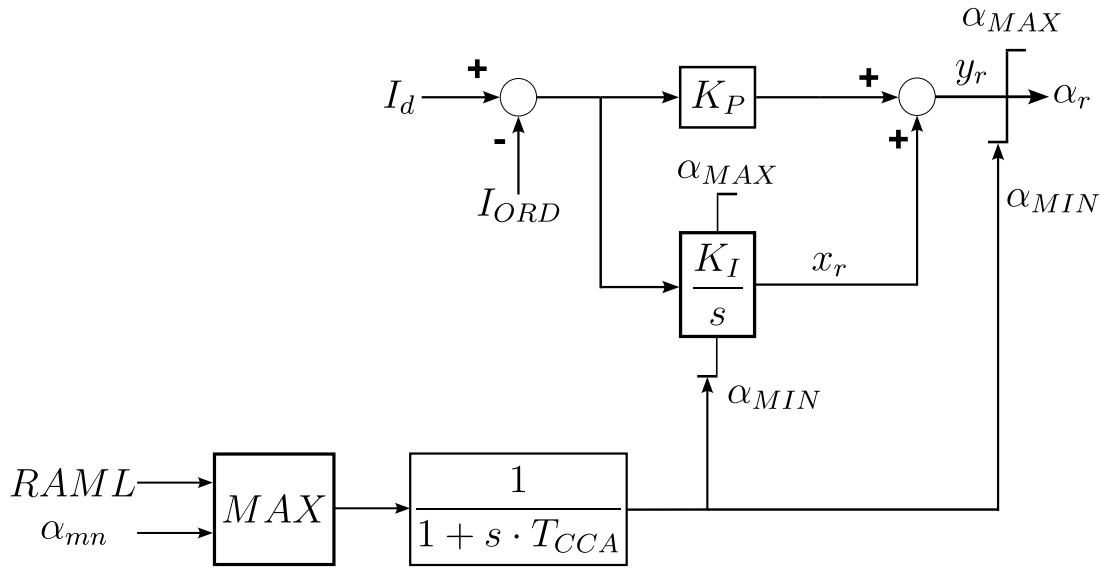 α_MAX
+
I_d
K_P
+
y_r
α_r
-
+
I_ORD
α_MAX
α_MIN
K_I
s
x_r
α_MIN
RAML
α_mn
MAX
1
1 + s · T_CCA